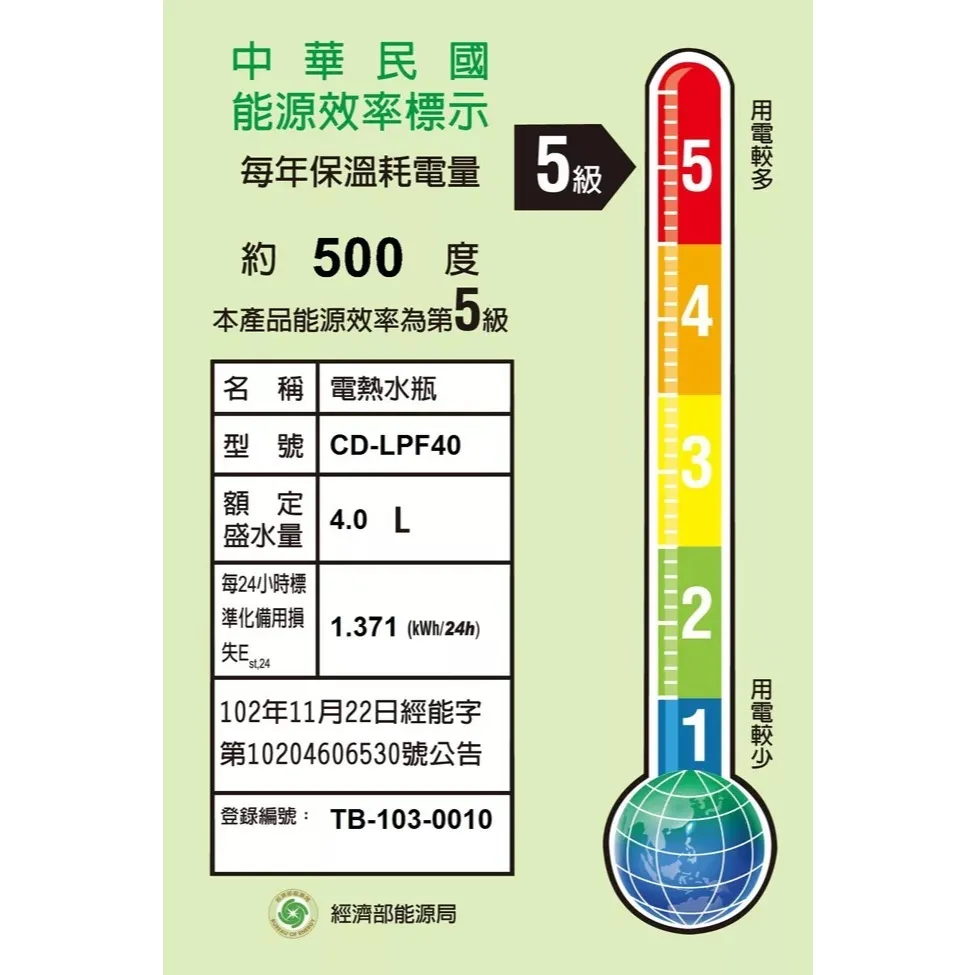 中華民國
能源效率標示
每年保溫耗電量
5級
約 500 度
本產品能源效率為第5級
名稱 電熱水瓶
型號 CD-LPF40
額定
盛水量 4.0 L
每24小時標
準化備用損
失Est,24 1.371 (kWh/24h)
102年11月22日經能字
第10204606530號公告
登錄編號： TB-103-0010
經濟部能源局
用電較多
5
4
3
2
1
用電較少